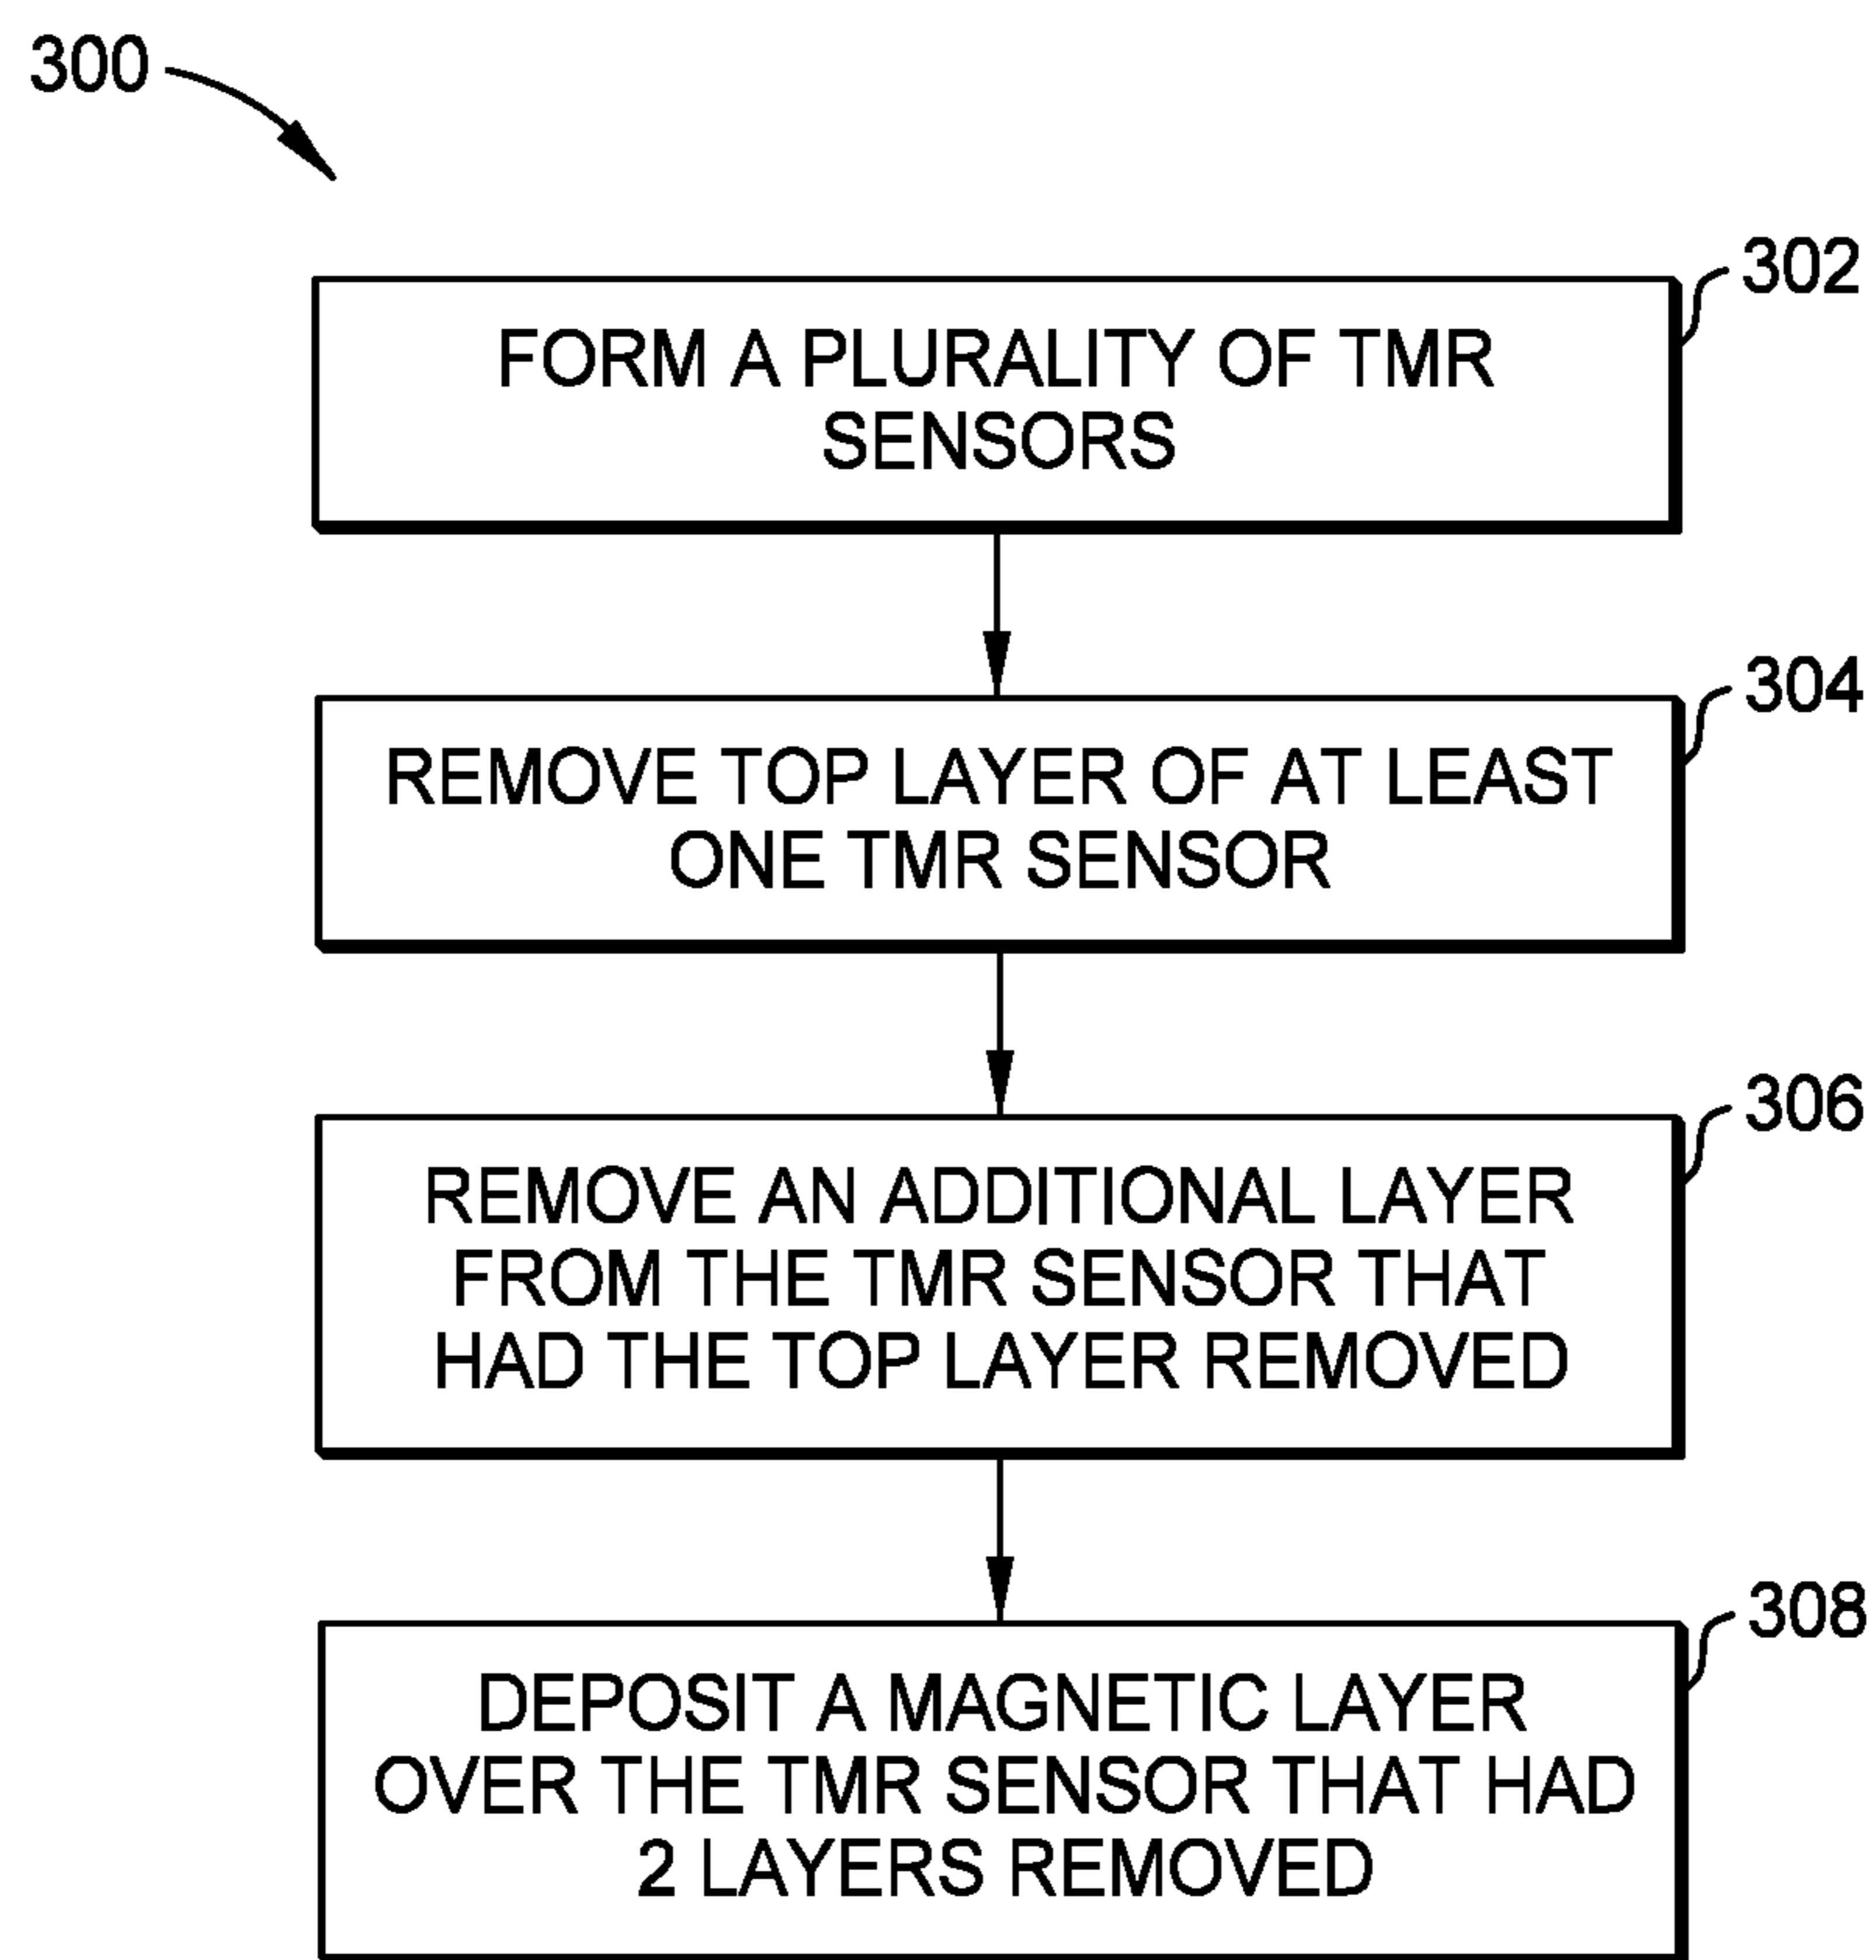 300
302
FORM A PLURALITY OF TMR
SENSORS
304
REMOVE TOP LAYER OF AT LEAST
ONE TMR SENSOR
306
REMOVE AN ADDITIONAL LAYER
FROM THE TMR SENSOR THAT
HAD THE TOP LAYER REMOVED
308
DEPOSIT A MAGNETIC LAYER
OVER THE TMR SENSOR THAT HAD
2 LAYERS REMOVED